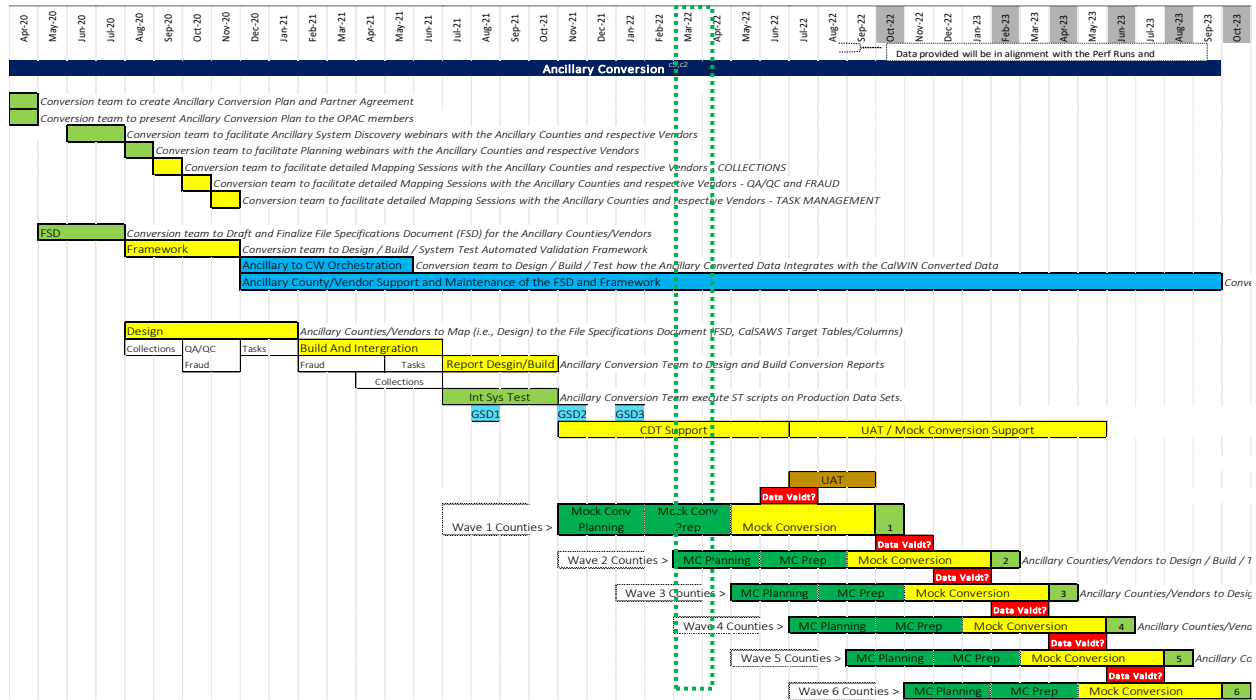 Apr-20 May-20 Jun-20 Jul-20 Aug-20 Sep-20 Oct-20 Nov-20 Dec-20 Jan-21 Feb-21 Mar-21 Apr-21 May-21 Jun-21 Jul-21 Aug-21 Sep-21 Oct-21 Nov-21 Dec-21 Jan-22 Feb-22 Mar-22 Apr-22 May-22 Jun-22 Jul-22 Aug-22 Sep-22 Oct-22 Nov-22 Dec-22 Jan-23 Feb-23 Mar-23 Apr-23 May-23 Jun-23 Jul-23 Aug-23 Sep-23 Oct-23
Data provided will be in alignment with the Perf Runs and
Ancillary Conversion
Conversion team to create Ancillary Conversion Plan and Partner Agreement
Conversion team to present Ancillary Conversion Plan to the OPAC members
Conversion team to facilitate Ancillary System Discovery webinars with the Ancillary Counties and respective Vendors
Conversion team to facilitate Planning webinars with the Ancillary Counties and respective Vendors
Conversion team to facilitate detailed Mapping Sessions with the Ancillary Counties and respective Vendors - COLLECTIONS
Conversion team to facilitate detailed Mapping Sessions with the Ancillary Counties and respective Vendors - QA/QC and FRAUD
Conversion team to facilitate detailed Mapping Sessions with the Ancillary Counties and respective Vendors - TASK MANAGEMENT
FSD Conversion team to Draft and Finalize File Specifications Document (FSD) for the Ancillary Counties/Vendors
Framework Conversion team to Design / Build / System Test Automated Validation Framework
Ancillary to CW Orchestration Conversion team to Design / Build / Test how the Ancillary Converted Data Integrates with the CalWIN Converted Data
Ancillary County/Vendor Support and Maintenance of the FSD and Framework Conve
Design Ancillary Counties/Vendors to Map (i.e., Design) to the File Specifications Document (FSD, CalSAWS Target Tables/Columns)
Collections QA/QC Tasks Build And Intergration
Fraud Fraud Tasks Report Desgin/Build Ancillary Conversion Team to Design and Build Conversion Reports
Collections
Int Sys Test Ancillary Conversion Team execute ST scripts on Production Data Sets.
GSD1 GSD2 GSD3
CDT Support UAT / Mock Conversion Support
UAT
Data Valdt?
Wave 1 Counties > Mock Conv Planning Mock Conv Prep Mock Conversion 1
Data Valdt?
Wave 2 Counties > MC Planning MC Prep Mock Conversion 2 Ancillary Counties/Vendors to Design / Build / T
Data Valdt?
Wave 3 Counties > MC Planning MC Prep Mock Conversion 3 Ancillary Counties/Vendors to Desig
Data Valdt?
Wave 4 Counties > MC Planning MC Prep Mock Conversion 4 Ancillary Counties/Vend
Data Valdt?
Wave 5 Counties > MC Planning MC Prep Mock Conversion 5 Ancillary Co
Data Valdt?
Wave 6 Counties > MC Planning MC Prep Mock Conversion 6